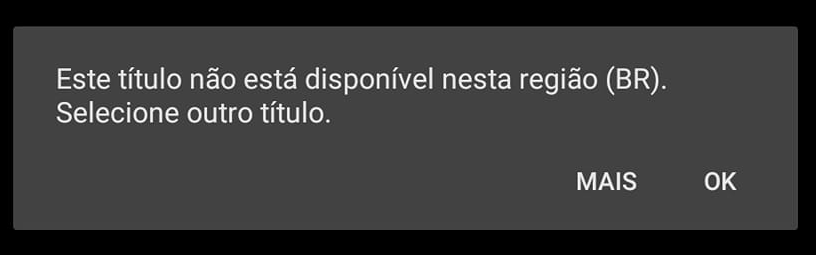 Este título não está disponível nesta região (BR).
Selecione outro título.
MAIS OK